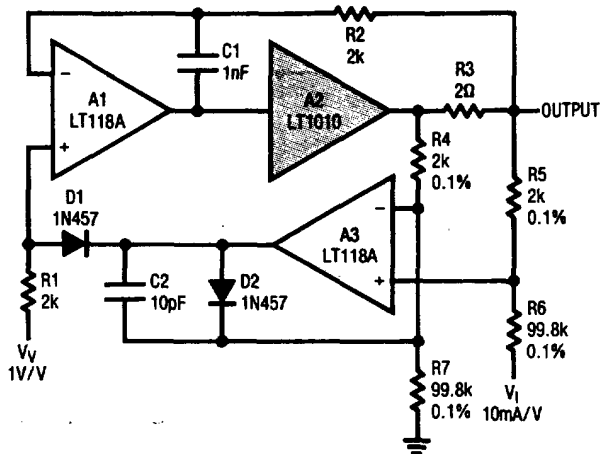 R2
2k
C1
1nF
R3
2Ω
A1
LT118A
−
+
A2
LT1010
OUTPUT
R4
2k
0.1%
R5
2k
0.1%
D1
1N457
A3
LT118A
−
+
R1
2k
C2
10pF
D2
1N457
R6
99.8k
0.1%
VV
1V/V
R7
99.8k
0.1%
VI
10mA/V